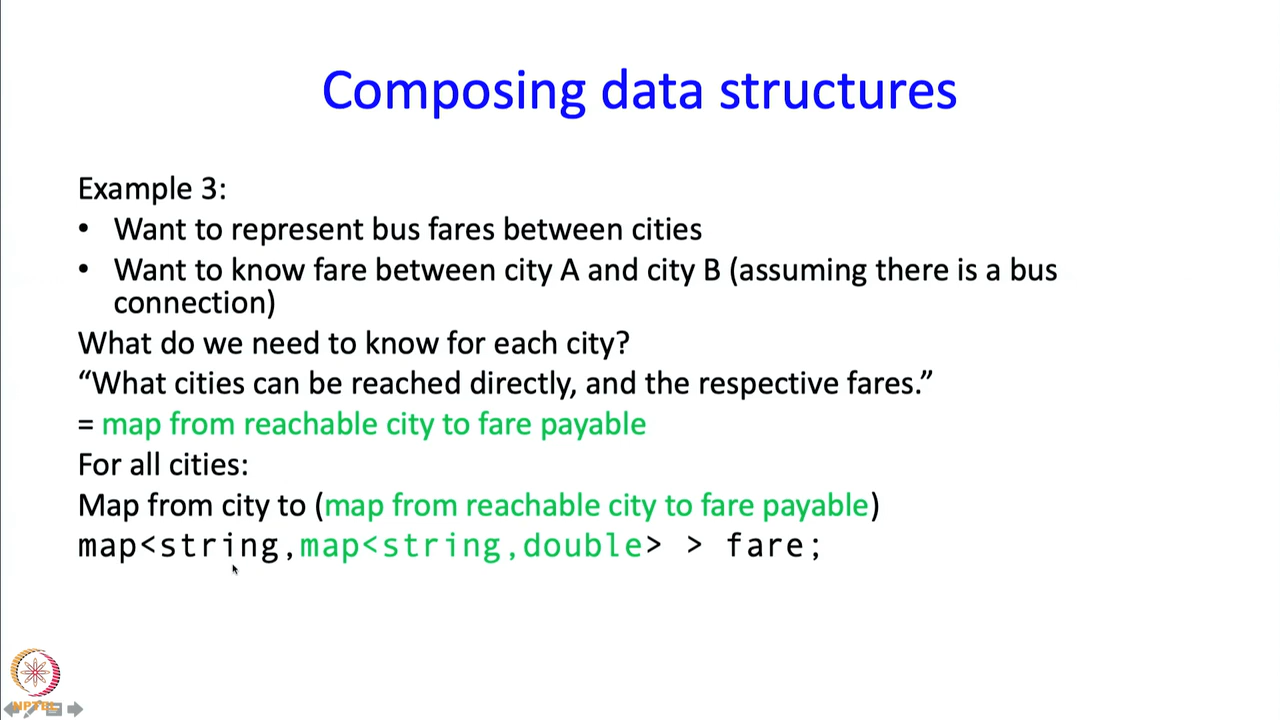 Composing data structures
Example 3:
• Want to represent bus fares between cities
• Want to know fare between city A and city B (assuming there is a bus
connection)
What do we need to know for each city?
“What cities can be reached directly, and the respective fares.”
= map from reachable city to fare payable
For all cities:
Map from city to (map from reachable city to fare payable)
map<string,map<string,double> > fare;
NPTEL